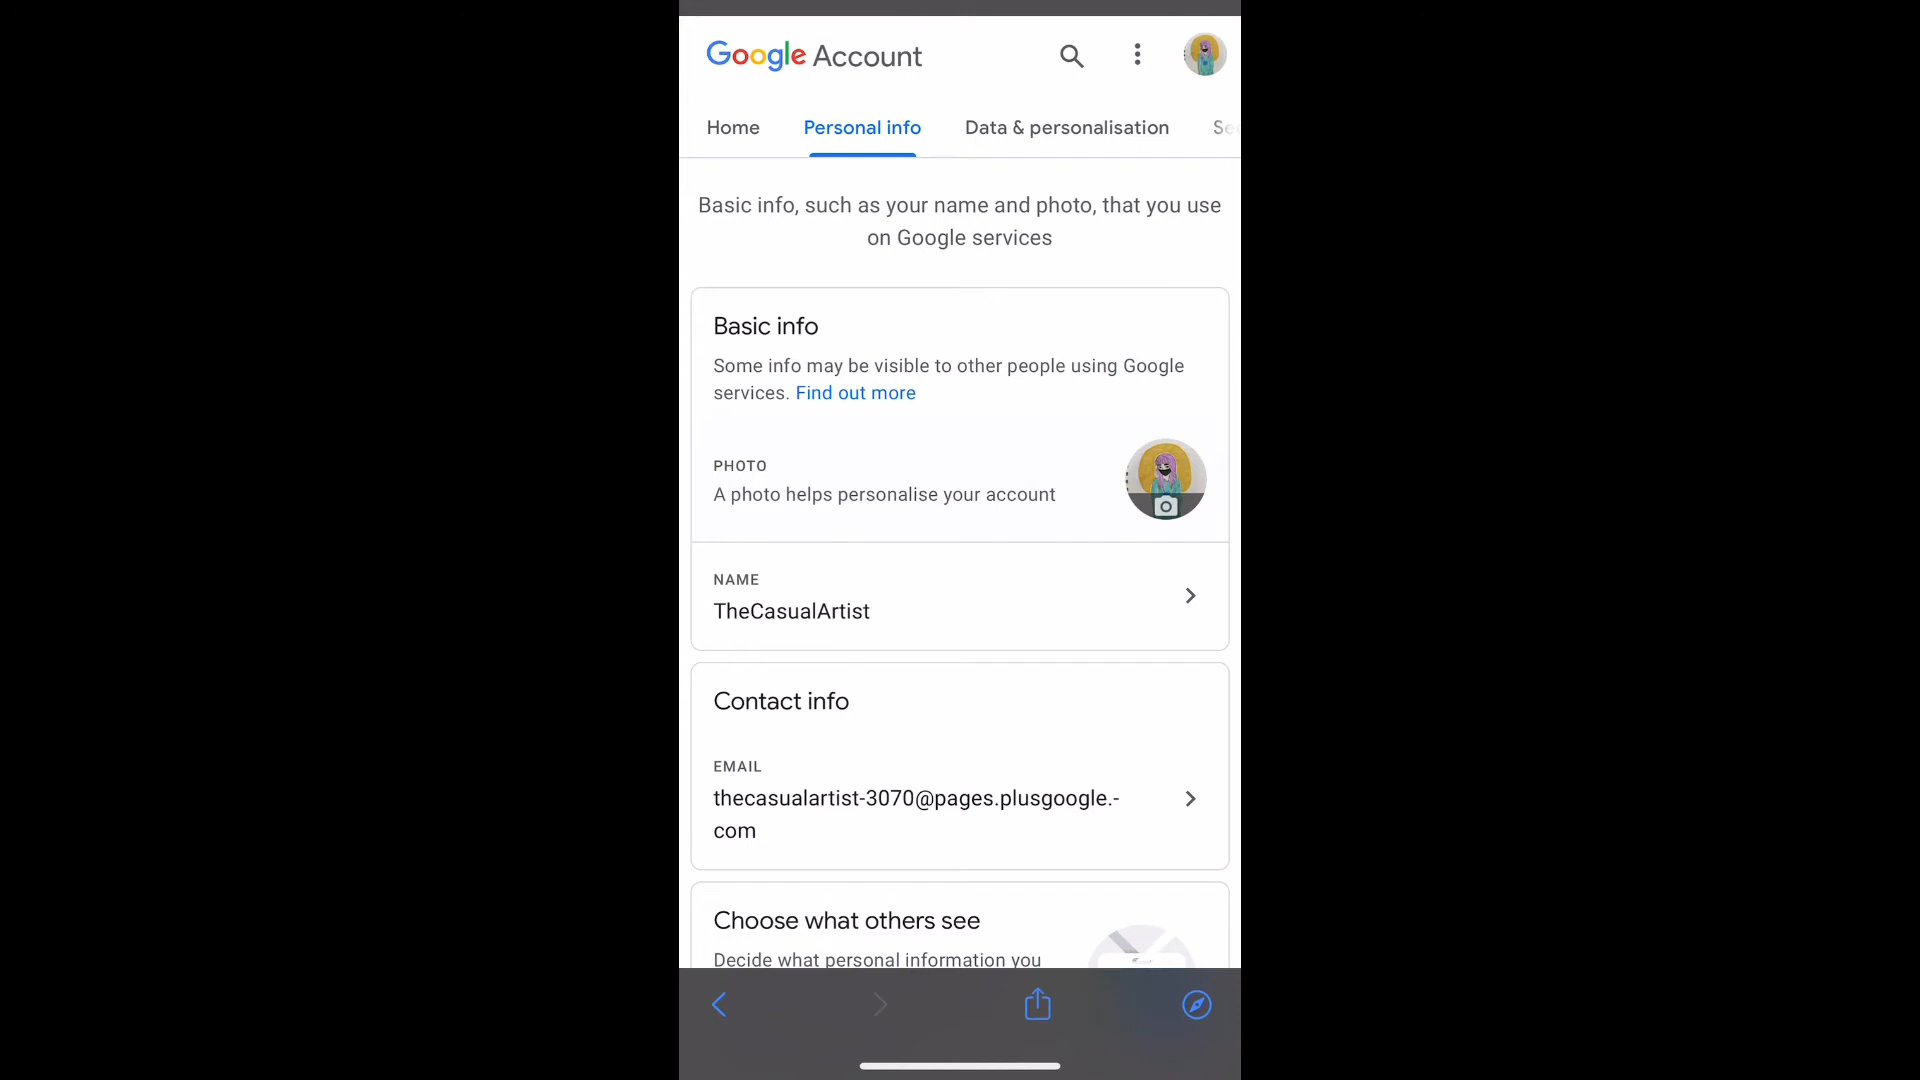 Google Account
Home Personal info Data & personalisation
Basic info, such as your name and photo, that you use
on Google services
Basic info
Some info may be visible to other people using Google
services. Find out more
PHOTO
A photo helps personalise your account
NAME
TheCasualArtist
Contact info
EMAIL
thecasualartist-3070@pages.plusgoogle.-
com
Choose what others see
Decide what personal information you